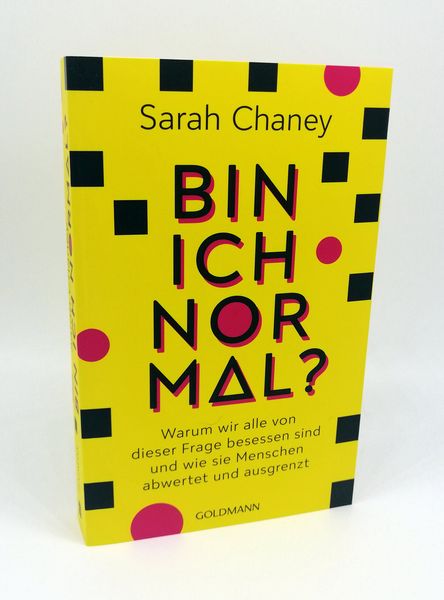 Sarah Chaney
BIN
ICH
NOR
MAL?
Warum wir alle von
dieser Frage besessen sind
und wie sie Menschen
abwertet und ausgrenzt
GOLDMANN